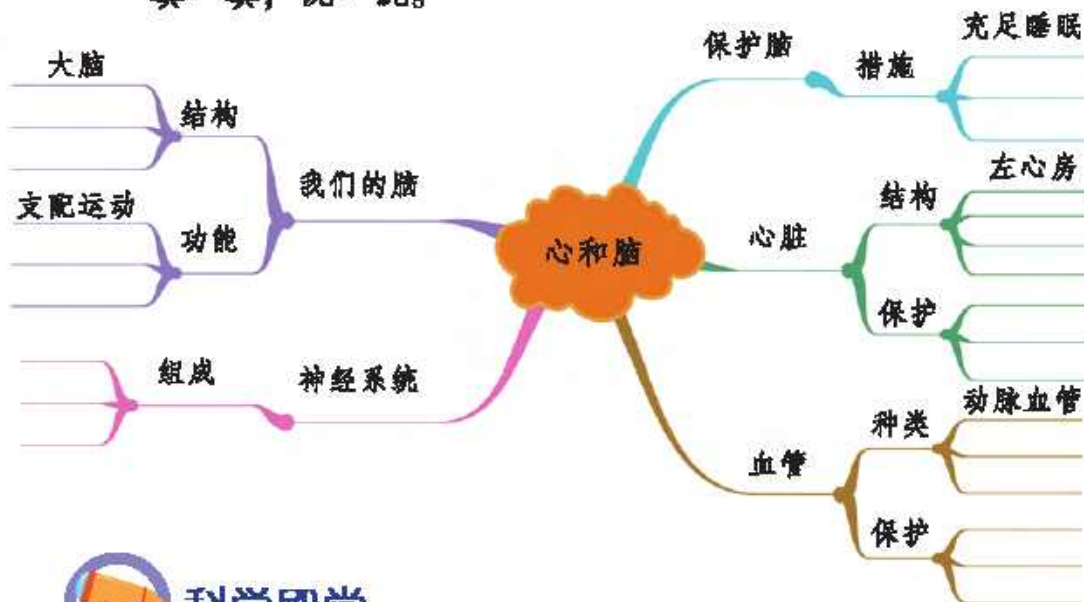 大脑
结构
支配运动
功能
我们的脑
组成
神经系统
心和脑
保护脑
措施
充足睡眠
心脏
结构
左心房
保护
血管
种类
动脉血管
保护